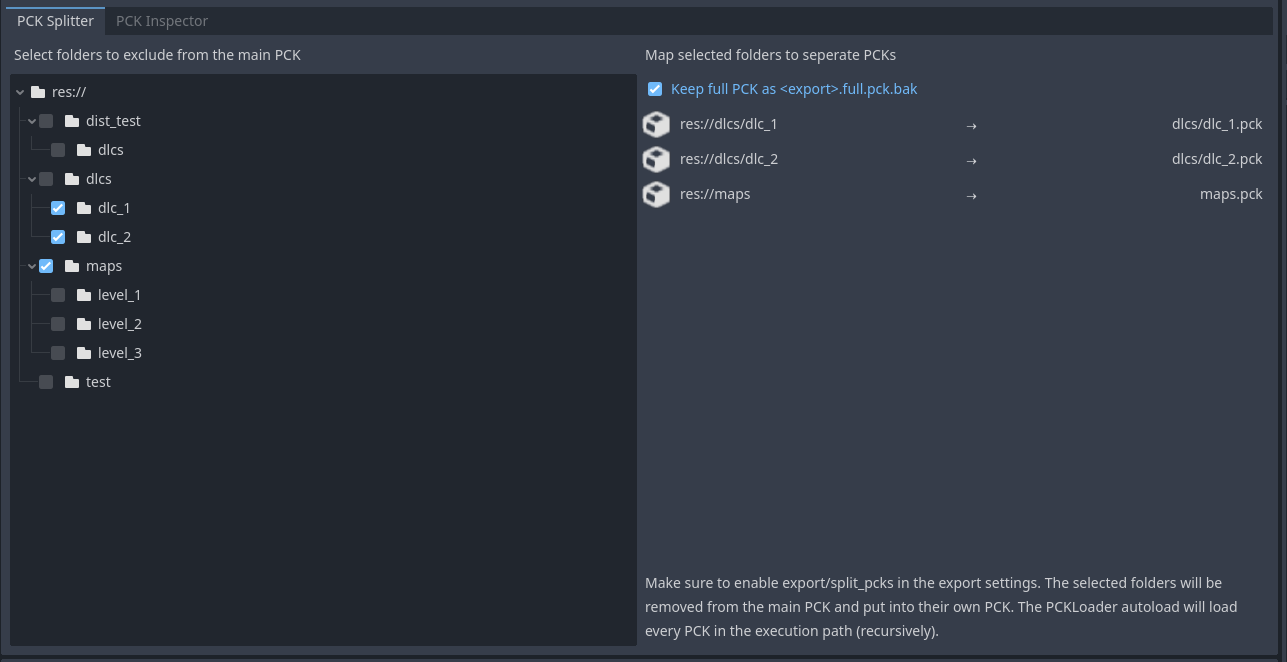 PCK Splitter PCK Inspector
Select folders to exclude from the main PCK
res://
dist_test
dlcs
dlcs
dlc_1
dlc_2
maps
level_1
level_2
level_3
test
Map selected folders to seperate PCKs
Keep full PCK as <export>.full.pck.bak
res://dlcs/dlc_1 → dlcs/dlc_1.pck
res://dlcs/dlc_2 → dlcs/dlc_2.pck
res://maps → maps.pck
Make sure to enable export/split_pcks in the export settings. The selected folders will be
removed from the main PCK and put into their own PCK. The PCKLoader autoload will load
every PCK in the execution path (recursively).